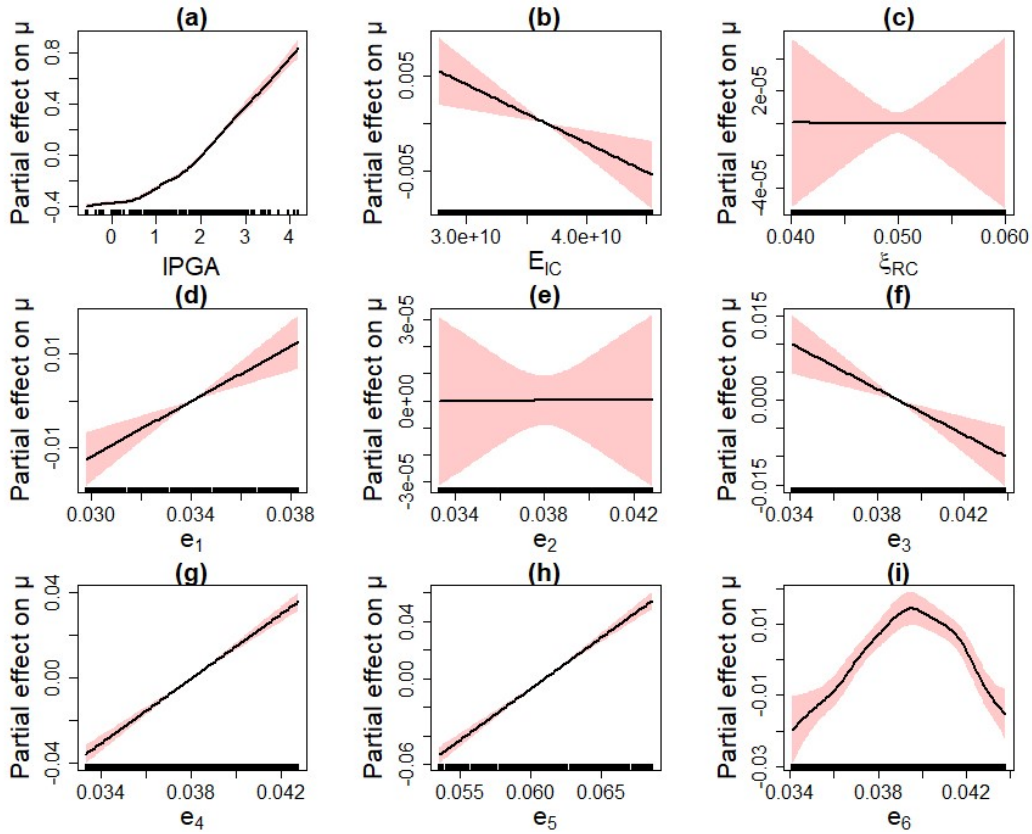 (a)
Partial effect on μ
-0.4 0.0 0.4 0.8
0 1 2 3 4
IPGA
(b)
Partial effect on μ
-0.005 0.005
3.0e+10 4.0e+10
E_IC
(c)
Partial effect on μ
-4e-05 2e-05
0.040 0.050 0.060
ξ_RC
(d)
Partial effect on μ
-0.01 0.01
0.030 0.034 0.038
e_1
(e)
Partial effect on μ
-3e-05 0e+00 3e-05
0.034 0.038 0.042
e_2
(f)
Partial effect on μ
-0.015 0.000 0.015
0.034 0.038 0.042
e_3
(g)
Partial effect on μ
-0.04 0.00 0.04
0.034 0.038 0.042
e_4
(h)
Partial effect on μ
-0.06 0.00 0.04
0.055 0.060 0.065
e_5
(i)
Partial effect on μ
-0.03 -0.01 0.01
0.034 0.038 0.042
e_6